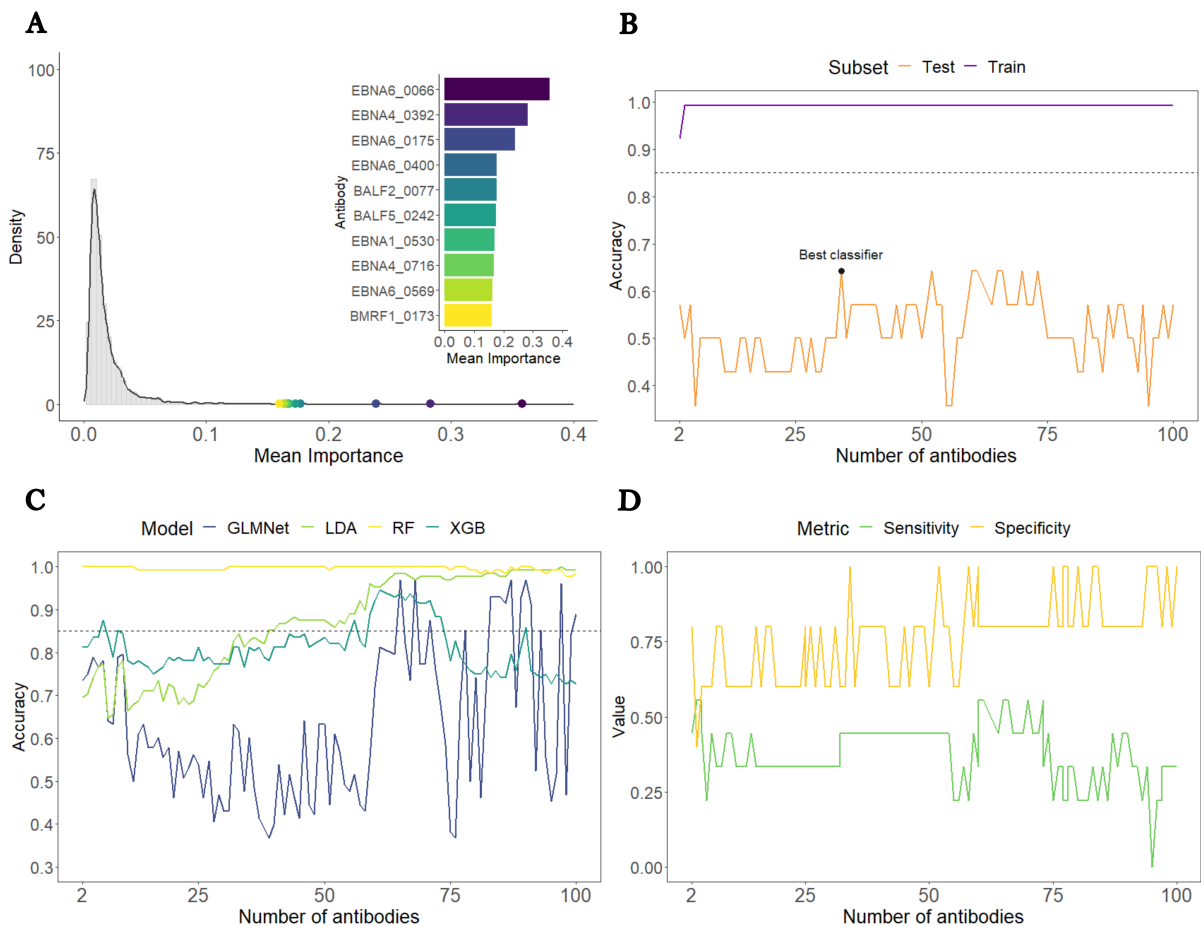 A
100
75
50
25
0
Density
0.0 0.1 0.2 0.3 0.4
Mean Importance
EBNA6_0066
EBNA4_0392
EBNA6_0175
EBNA6_0400
BALF2_0077
BALF5_0242
EBNA1_0530
EBNA4_0716
EBNA6_0569
BMRF1_0173
Antibody
0.0 0.1 0.2 0.3 0.4
Mean Importance
B
Subset Test Train
1.0
0.9
0.8
0.7
0.6
0.5
0.4
Accuracy
Best classifier
2 25 50 75 100
Number of antibodies
C
Model GLMNet LDA RF XGB
1.0
0.9
0.8
0.7
0.6
0.5
0.4
0.3
Accuracy
2 25 50 75 100
Number of antibodies
D
Metric Sensitivity Specificity
1.00
0.75
0.50
0.25
0.00
Value
2 25 50 75 100
Number of antibodies